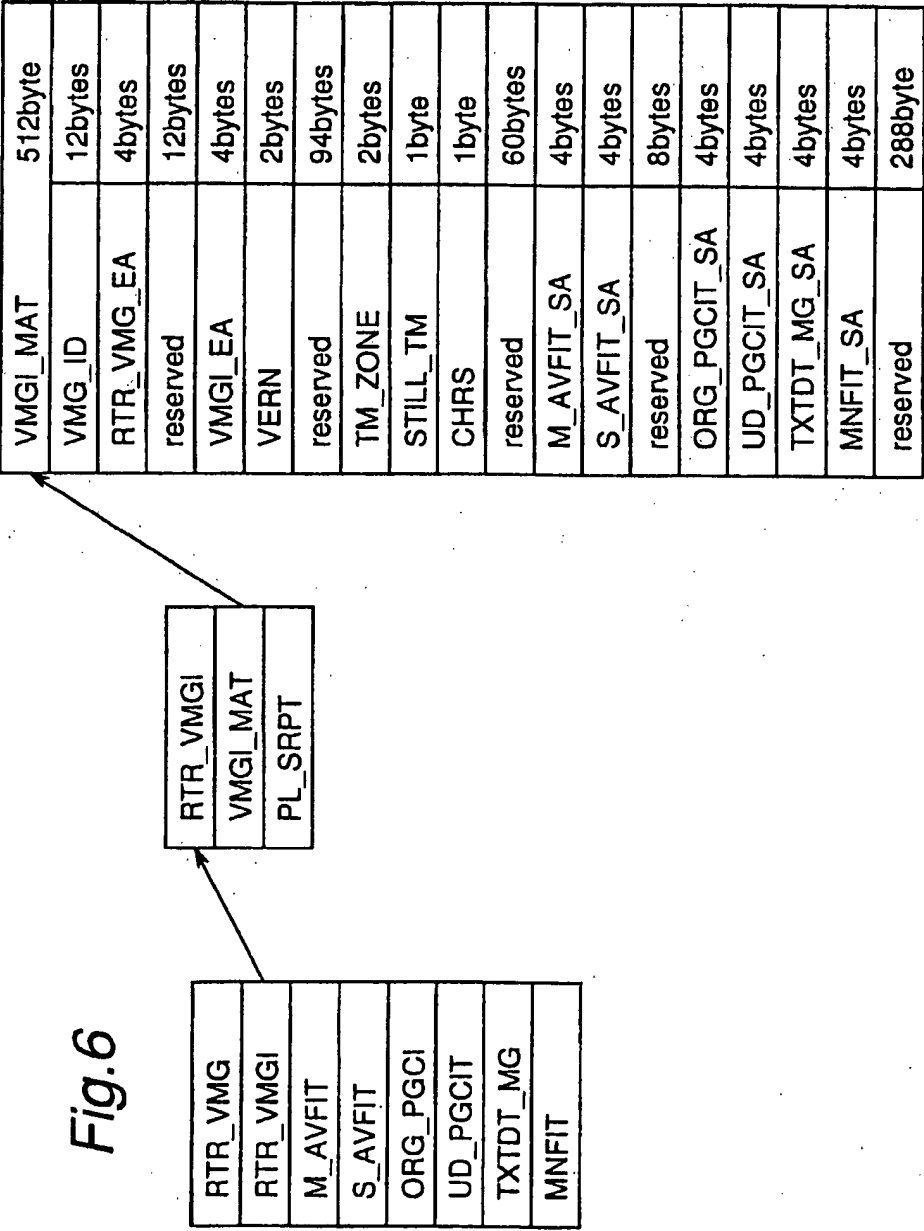 Fig.6
RTR_VMG
RTR_VMGI
M_AVFIT
S_AVFIT
ORG_PGCI
UD_PGCIT
TXTDT_MG
MNFIT
RTR_VMGI
VMGI_MAT
PL_SRPT
VMGI_MAT 512byte
VMG_ID 12bytes
RTR_VMG_EA 4bytes
reserved 12bytes
VMGI_EA 4bytes
VERN 2bytes
reserved 94bytes
TM_ZONE 2bytes
STILL_TM 1byte
CHRS 1byte
reserved 60bytes
M_AVFIT_SA 4bytes
S_AVFIT_SA 4bytes
reserved 8bytes
ORG_PGCIT_SA 4bytes
UD_PGCIT_SA 4bytes
TXTDT_MG_SA 4bytes
MNFIT_SA 4bytes
reserved 288byte